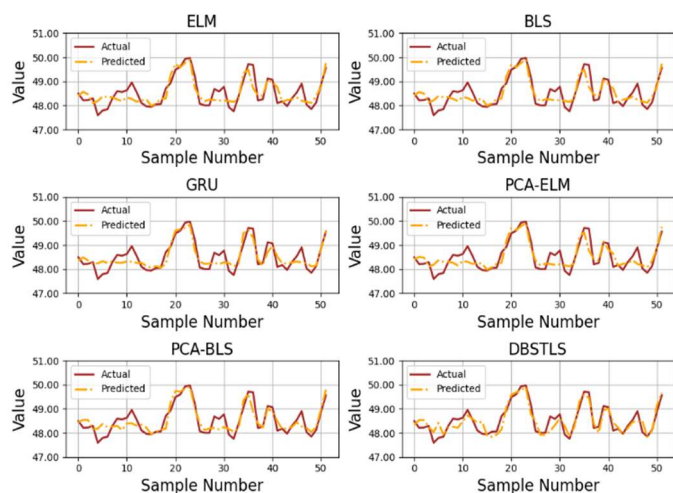 ELM
51.00
50.00
49.00
48.00
47.00
Value
Actual
Predicted
0 10 20 30 40 50
Sample Number
BLS
51.00
50.00
49.00
48.00
47.00
Value
Actual
Predicted
0 10 20 30 40 50
Sample Number
GRU
51.00
50.00
49.00
48.00
47.00
Value
Actual
Predicted
0 10 20 30 40 50
Sample Number
PCA-ELM
51.00
50.00
49.00
48.00
47.00
Value
Actual
Predicted
0 10 20 30 40 50
Sample Number
PCA-BLS
51.00
50.00
49.00
48.00
47.00
Value
Actual
Predicted
0 10 20 30 40 50
Sample Number
DBSTLS
51.00
50.00
49.00
48.00
47.00
Value
Actual
Predicted
0 10 20 30 40 50
Sample Number